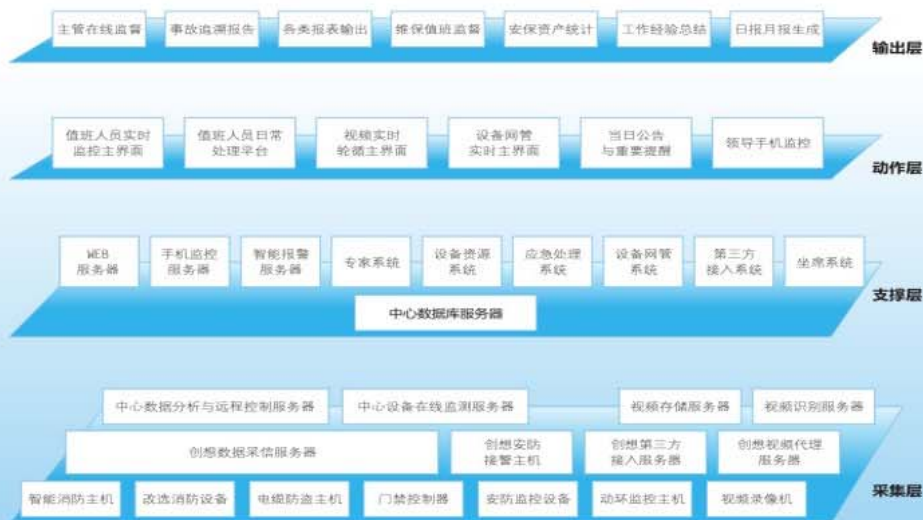 主管在线监督 事故追溯报告 各类报表输出 维保值班监督 安保资产统计 工作经验总结 日报月报生成
输出层
值班人员实时 值班人员日常 视频实时 设备网管 当日公告
监控主界面 处理平台 轮循主界面 实时主界面 与重要提醒 领导手机监控
动作层
WEB 手机监控 智能报警 设备资源 应急处理 设备网管 第三方
服务器 服务器 服务器 专家系统 系统 系统 系统 接入系统 坐席系统
支撑层
中心数据库服务器
中心数据分析与远程控制服务器 中心设备在线监测服务器 视频存储服务器 视频识别服务器
创想数据采信服务器 创想安防 创想第三方 创想视频代理
接警主机 接入服务器 服务器
智能消防主机 改选消防设备 电缆防盗主机 门禁控制器 安防监控设备 动环监控主机 视频录像机
采集层